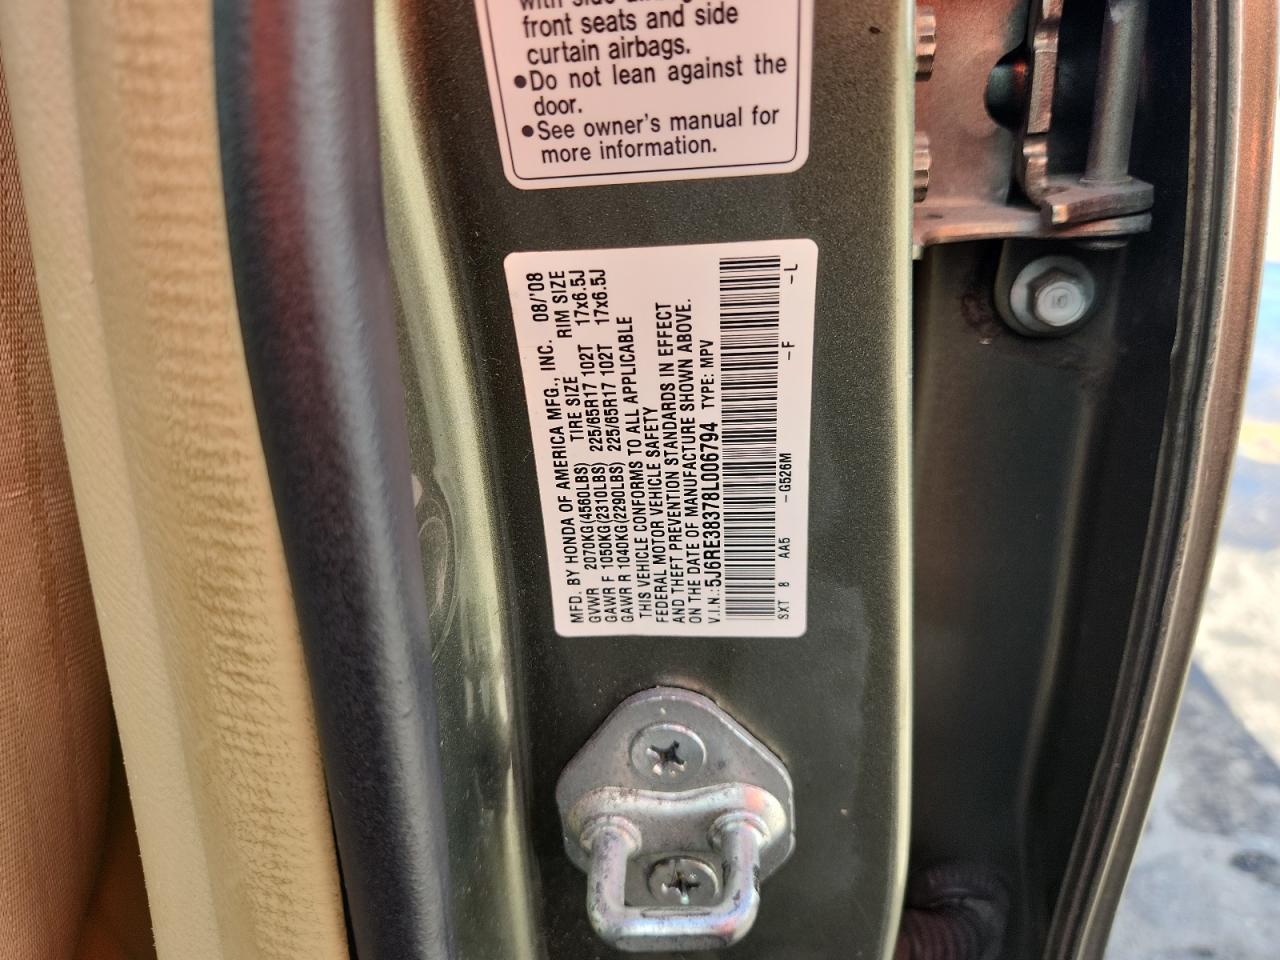 with side airbags
front seats and side
curtain airbags.
●Do not lean against the
door.
●See owner's manual for
more information.
MFD. BY HONDA OF AMERICA MFG., INC. 08/'08
GVWR 2070KG(4560LBS) TIRE SIZE RIM SIZE
GAWR F 1050KG(2310LBS) 225/65R17 102T 17x6.5J
GAWR R 1040KG(2290LBS) 225/65R17 102T 17x6.5J
THIS VEHICLE CONFORMS TO ALL APPLICABLE
FEDERAL MOTOR VEHICLE SAFETY
AND THEFT PREVENTION STANDARDS IN EFFECT
ON THE DATE OF MANUFACTURE SHOWN ABOVE.
V.I.N.: 5J6RE38378L006794 TYPE: MPV
SXT 8 AA5 -G526M -F -L